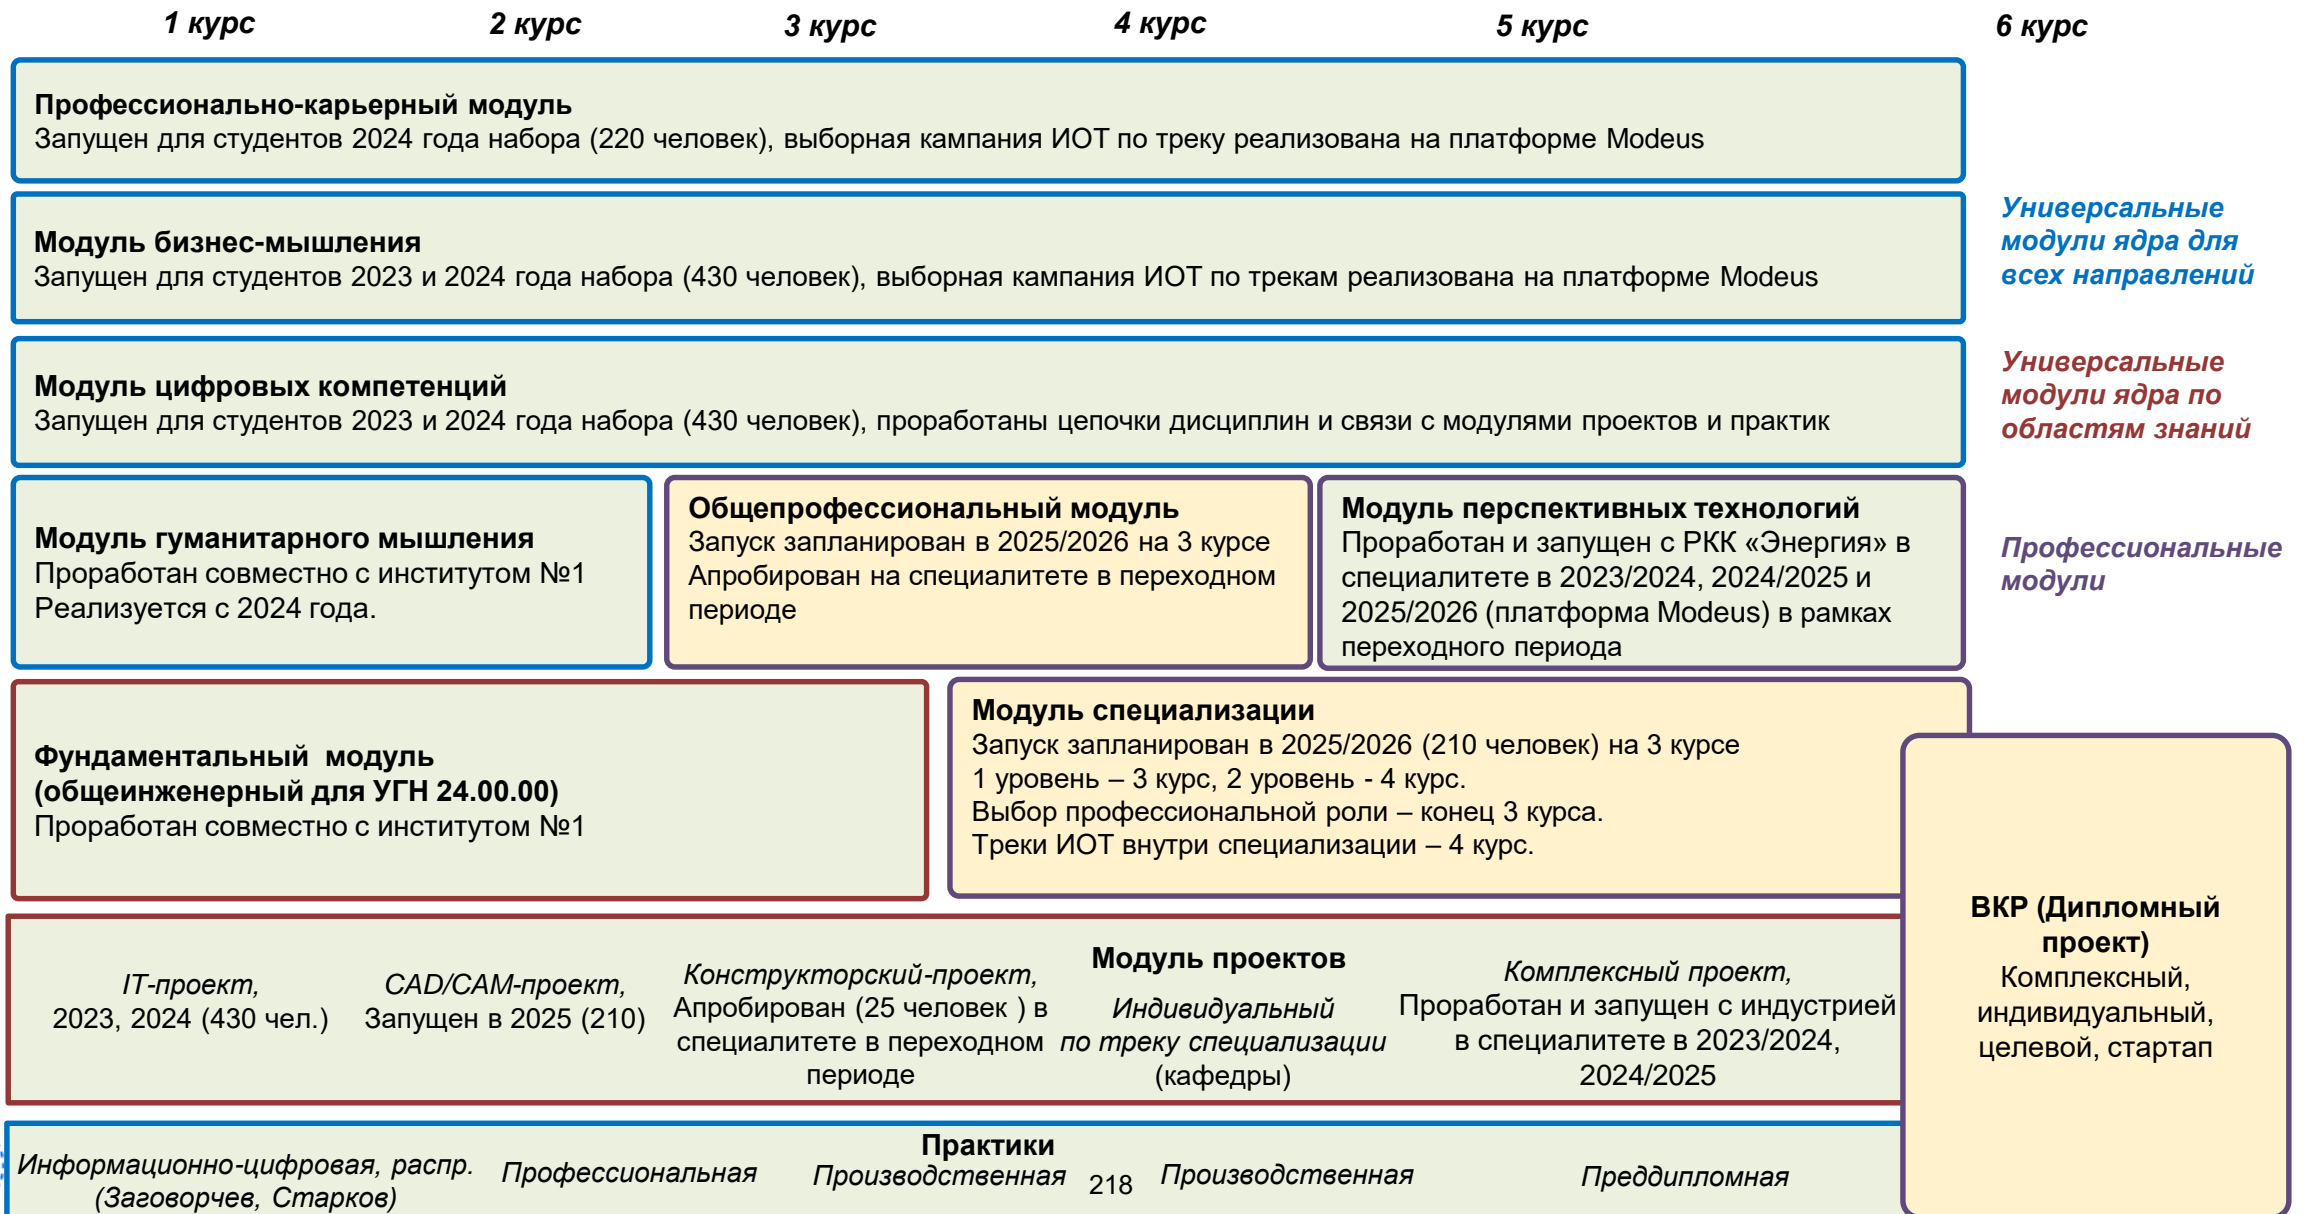 1 курс
2 курс
3 курс
4 курс
5 курс
6 курс
Профессионально-карьерный модуль
Запущен для студентов 2024 года набора (220 человек), выборная кампания ИОТ по треку реализована на платформе Modeus
Модуль бизнес-мышления
Запущен для студентов 2023 и 2024 года набора (430 человек), выборная кампания ИОТ по трекам реализована на платформе Modeus
Универсальные
модули ядра для
всех направлений
Модуль цифровых компетенций
Запущен для студентов 2023 и 2024 года набора (430 человек), проработаны цепочки дисциплин и связи с модулями проектов и практик
Универсальные
модули ядра по
областям знаний
Модуль гуманитарного мышления
Проработан совместно с институтом №1
Реализуется с 2024 года.
Общепрофессиональный модуль
Запуск запланирован в 2025/2026 на 3 курсе
Апробирован на специалитете в переходном
периоде
Модуль перспективных технологий
Проработан и запущен с РКК «Энергия» в
специалитете в 2023/2024, 2024/2025 и
2025/2026 (платформа Modeus) в рамках
переходного периода
Профессиональные
модули
Фундаментальный модуль
(общеинженерный для УГН 24.00.00)
Проработан совместно с институтом №1
Модуль специализации
Запуск запланирован в 2025/2026 (210 человек) на 3 курсе
1 уровень – 3 курс, 2 уровень - 4 курс.
Выбор профессиональной роли – конец 3 курса.
Треки ИОТ внутри специализации – 4 курс.
ВКР (Дипломный
проект)
Комплексный,
индивидуальный,
целевой, стартап
Модуль проектов
IT-проект,
2023, 2024 (430 чел.)
CAD/CAM-проект,
Запущен в 2025 (210)
Конструкторский-проект,
Апробирован (25 человек ) в
специалитете в переходном
периоде
Индивидуальный
по треку специализации
(кафедры)
Комплексный проект,
Проработан и запущен с индустрией
в специалитете в 2023/2024,
2024/2025
Практики
Информационно-цифровая, распр.
(Заговорчев, Старков)
Профессиональная
Производственная
218
Производственная
Преддипломная